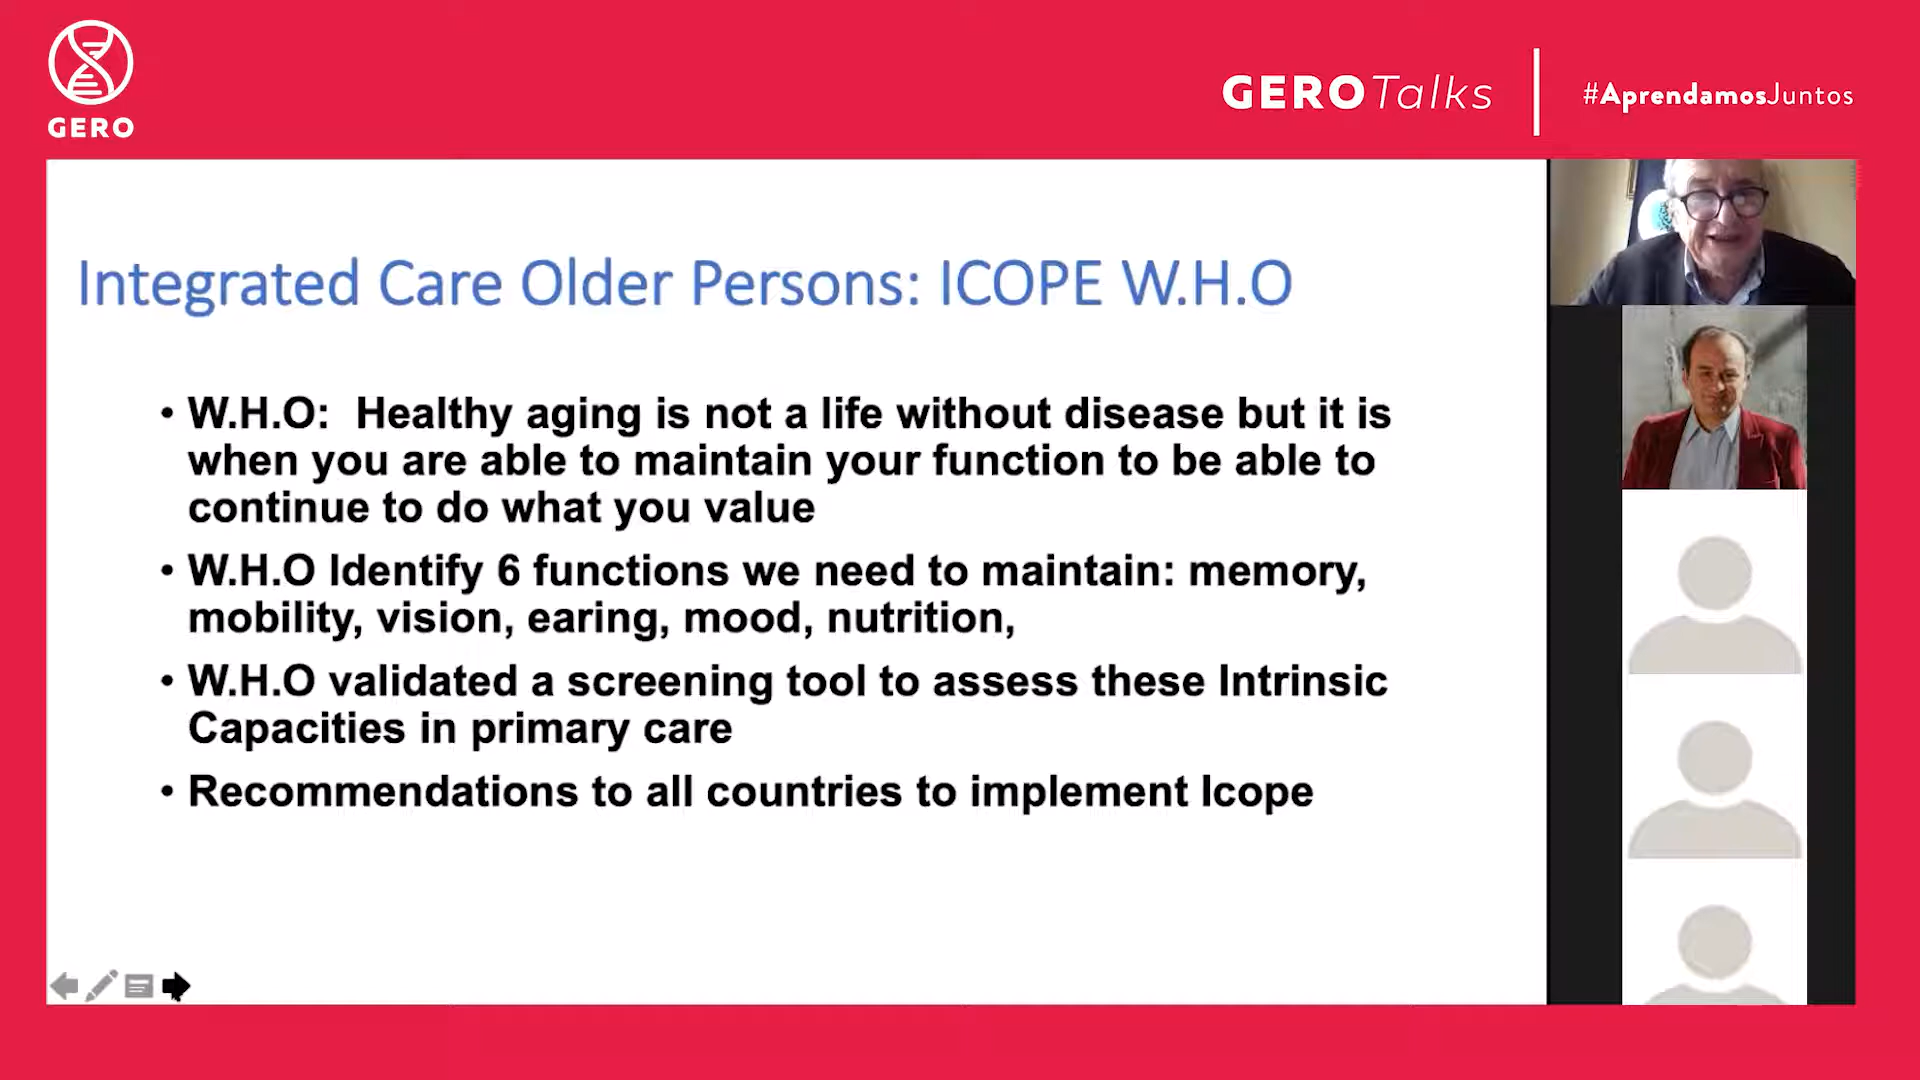 GERO
GEROTalks
#AprendamosJuntos
Integrated Care Older Persons: ICOPE W.H.O
• W.H.O: Healthy aging is not a life without disease but it is
when you are able to maintain your function to be able to
continue to do what you value
• W.H.O Identify 6 functions we need to maintain: memory,
mobility, vision, earing, mood, nutrition,
• W.H.O validated a screening tool to assess these Intrinsic
Capacities in primary care
• Recommendations to all countries to implement Icope